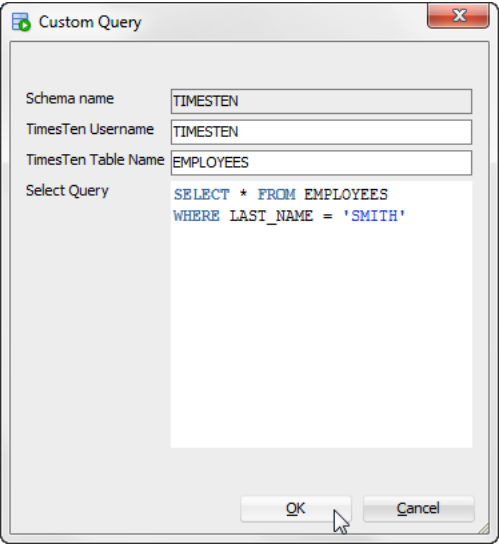 Custom Query
Schema name TIMESTEN
TimesTen Username TIMESTEN
TimesTen Table Name EMPLOYEES
Select Query SELECT * FROM EMPLOYEES
WHERE LAST_NAME = 'SMITH'
OK Cancel